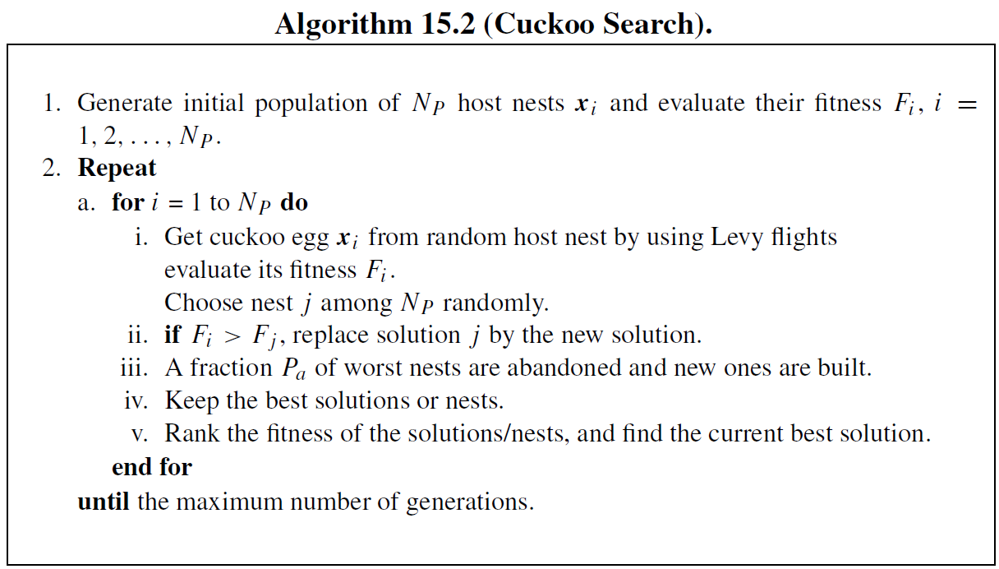 Algorithm 15.2 (Cuckoo Search).
1. Generate initial population of N_P host nests x_i and evaluate their fitness F_i, i =
1, 2, . . . , N_P.
2. Repeat
a. for i = 1 to N_P do
i. Get cuckoo egg x_i from random host nest by using Levy flights
evaluate its fitness F_i.
Choose nest j among N_P randomly.
ii. if F_i > F_j, replace solution j by the new solution.
iii. A fraction P_a of worst nests are abandoned and new ones are built.
iv. Keep the best solutions or nests.
v. Rank the fitness of the solutions/nests, and find the current best solution.
end for
until the maximum number of generations.